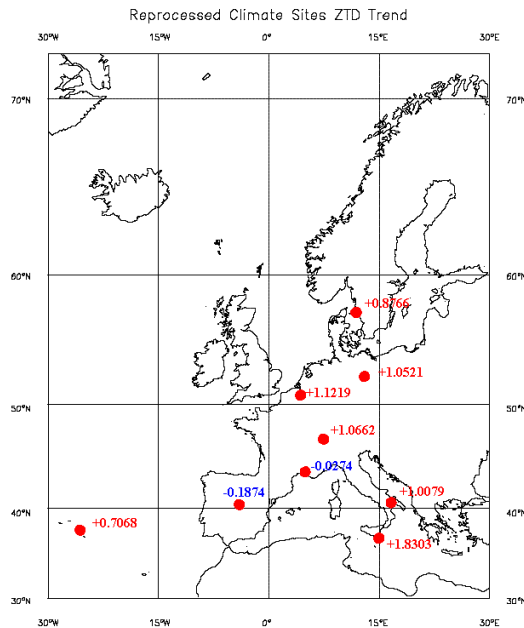 Reprocessed Climate Sites ZTD Trend
30°W 15°W 0°E 15°E 30°E
70°N 70°N
60°N 60°N
+0.8766
+1.0521
+1.1219
50°N 50°N
+1.0662
-0.0274
-0.1874 +1.0079
40°N 40°N
+0.7068
+1.8303
30°N 30°N
30°W 15°W 0°E 15°E 30°E